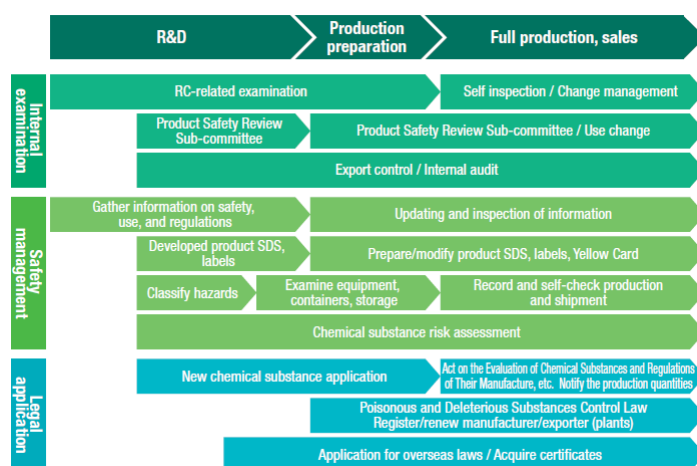 R&D
Production
preparation
Full production, sales
Internal
examination
RC-related examination
Self inspection / Change management
Product Safety Review
Sub-committee
Product Safety Review Sub-committee / Use change
Export control / Internal audit
Safety
management
Gather information on safety,
use, and regulations
Updating and inspection of information
Developed product SDS,
labels
Prepare/modify product SDS, labels, Yellow Card
Classify hazards
Examine equipment,
containers, storage
Record and self-check production
and shipment
Chemical substance risk assessment
Legal
application
New chemical substance application
Act on the Evaluation of Chemical Substances and Regulations
of Their Manufacture, etc. Notify the production quantities
Poisonous and Deleterious Substances Control Law
Register/renew manufacturer/exporter (plants)
Application for overseas laws / Acquire certificates